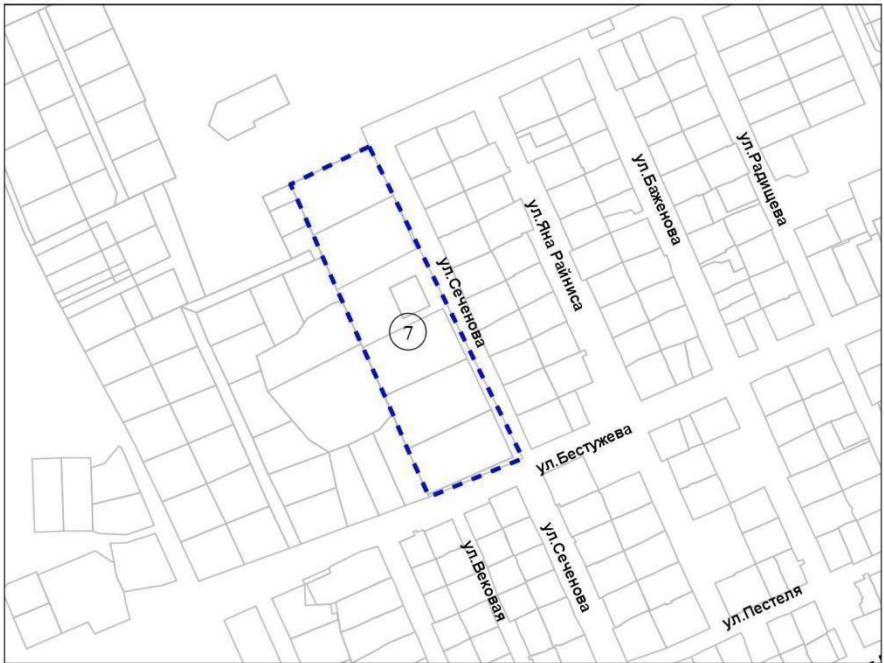 ул.Радищева
ул.Баженова
ул.Яна Райниса
ул.Сеченова
7
ул.Бестужева
ул.Вековая
ул.Сеченова
ул.Пестеля